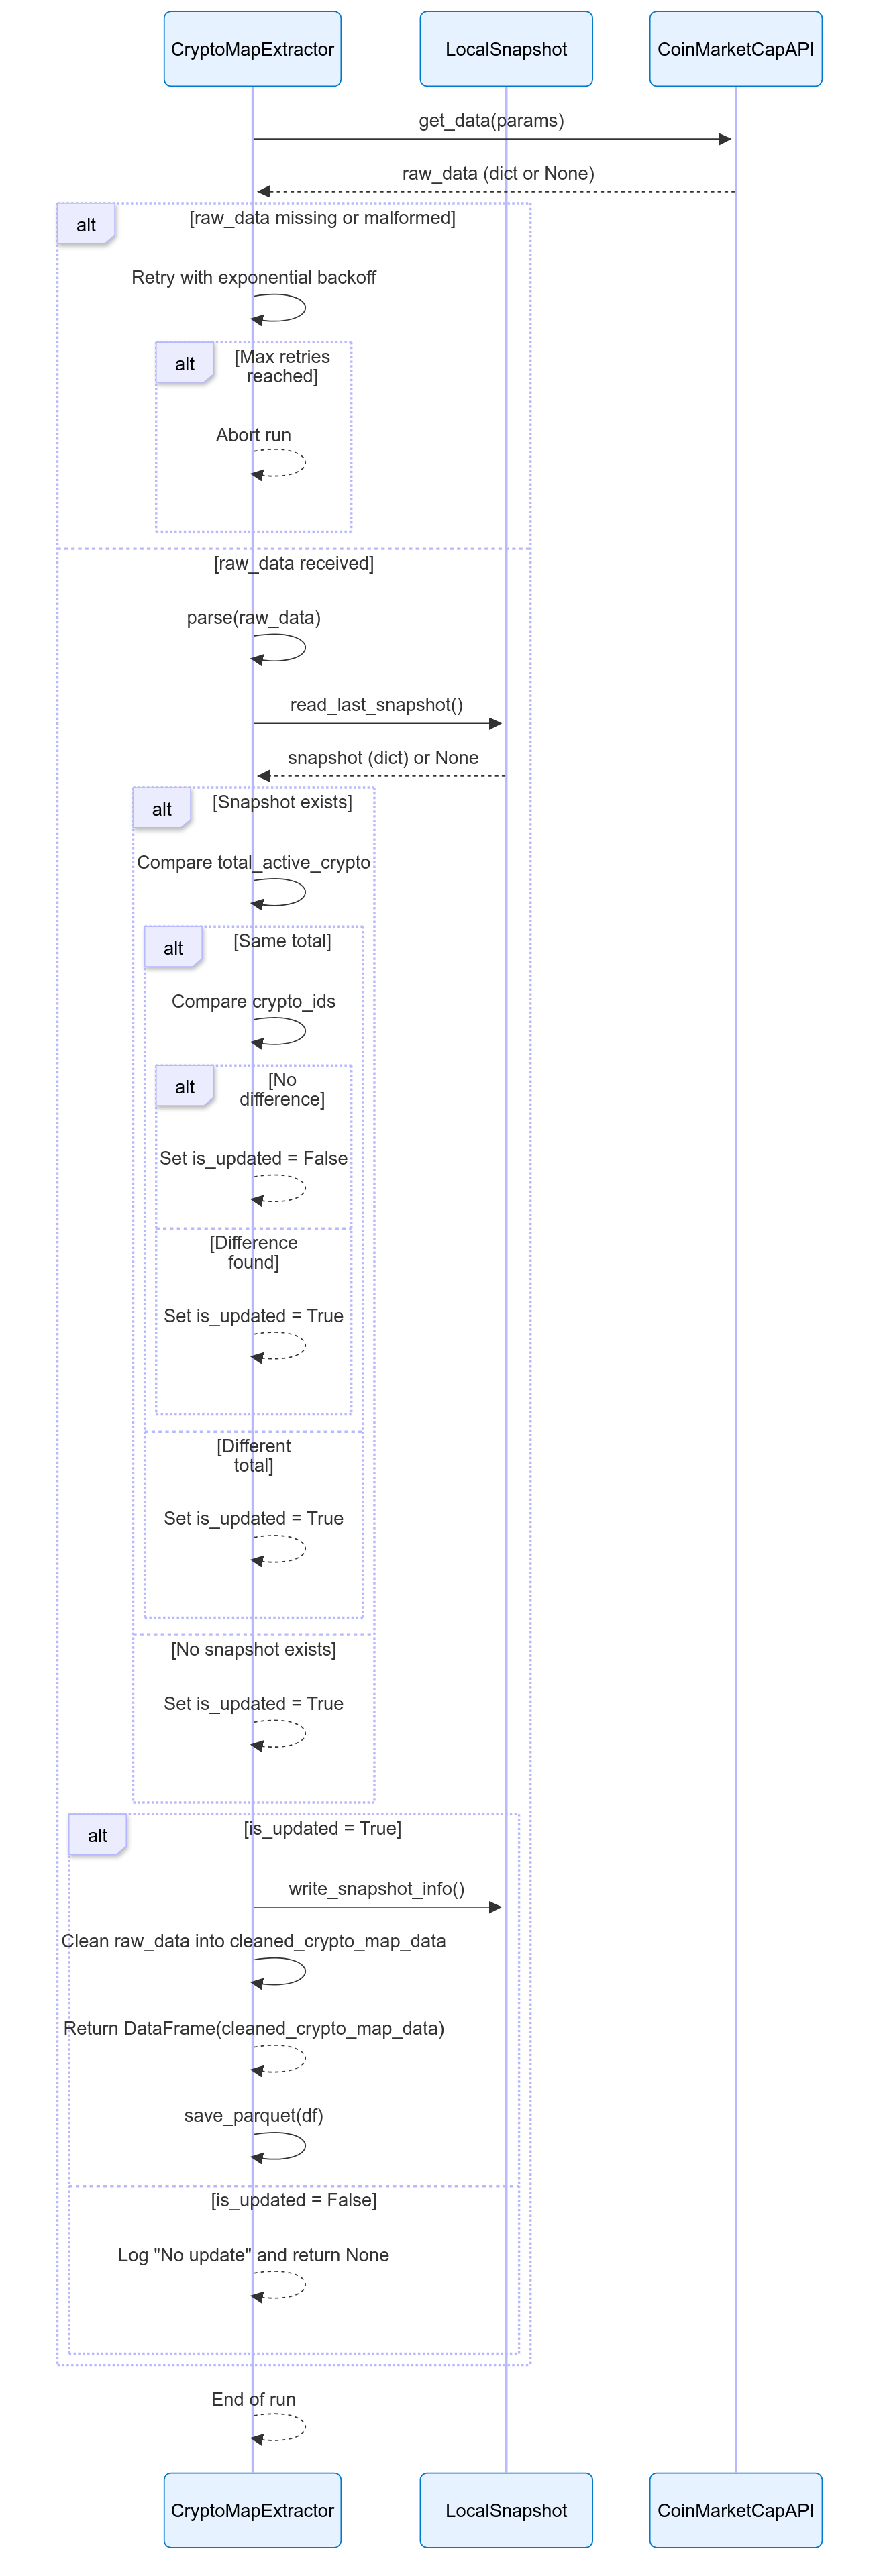 CryptoMapExtractor
LocalSnapshot
CoinMarketCapAPI
get_data(params)
raw_data (dict or None)
alt
[raw_data missing or malformed]
Retry with exponential backoff
alt
[Max retries
reached]
Abort run
[raw_data received]
parse(raw_data)
read_last_snapshot()
snapshot (dict) or None
alt
[Snapshot exists]
Compare total_active_crypto
alt
[Same total]
Compare crypto_ids
alt
[No
difference]
Set is_updated = False
[Difference
found]
Set is_updated = True
[Different
total]
Set is_updated = True
[No snapshot exists]
Set is_updated = True
alt
[is_updated = True]
write_snapshot_info()
Clean raw_data into cleaned_crypto_map_data
Return DataFrame(cleaned_crypto_map_data)
save_parquet(df)
[is_updated = False]
Log "No update" and return None
End of run
CryptoMapExtractor
LocalSnapshot
CoinMarketCapAPI